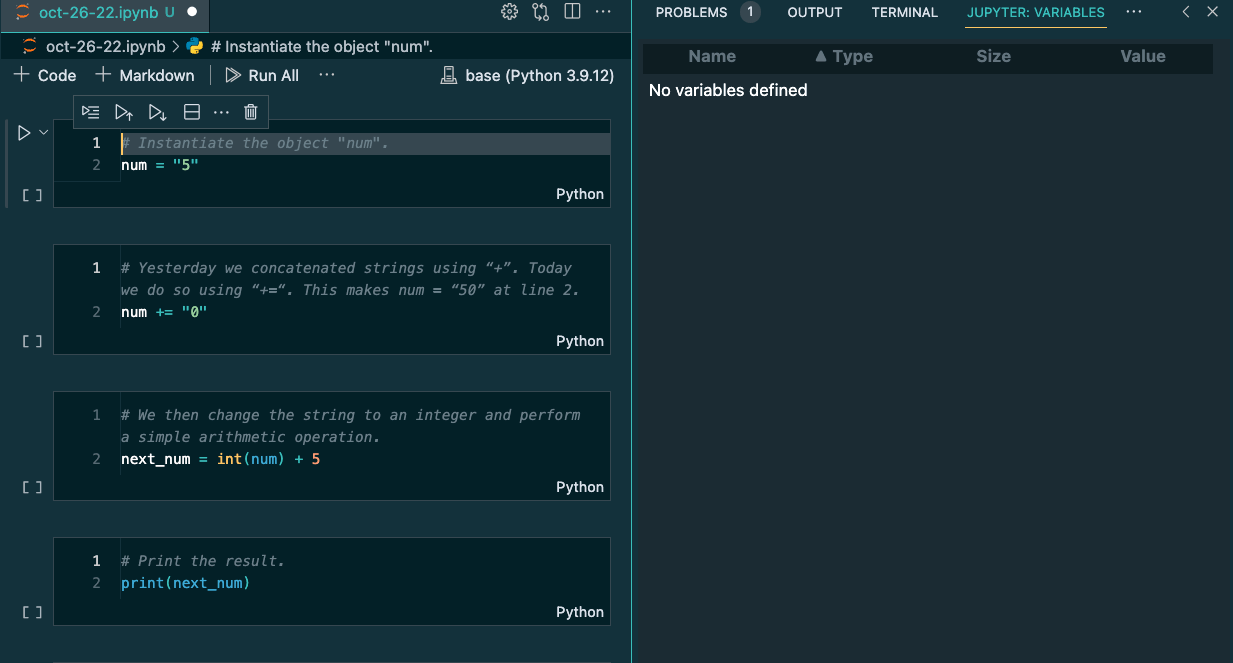 oct-26-22.ipynb U
oct-26-22.ipynb > # Instantiate the object "num".
+ Code + Markdown | Run All ··· base (Python 3.9.12)
1 # Instantiate the object "num".
2 num = "5"
[ ] Python
1 # Yesterday we concatenated strings using “+”. Today
we do so using “+=“. This makes num = “50” at line 2.
2 num += "0"
[ ] Python
1 # We then change the string to an integer and perform
a simple arithmetic operation.
2 next_num = int(num) + 5
[ ] Python
1 # Print the result.
2 print(next_num)
[ ] Python
PROBLEMS 1 OUTPUT TERMINAL JUPYTER: VARIABLES ···
Name ▲ Type Size Value
No variables defined